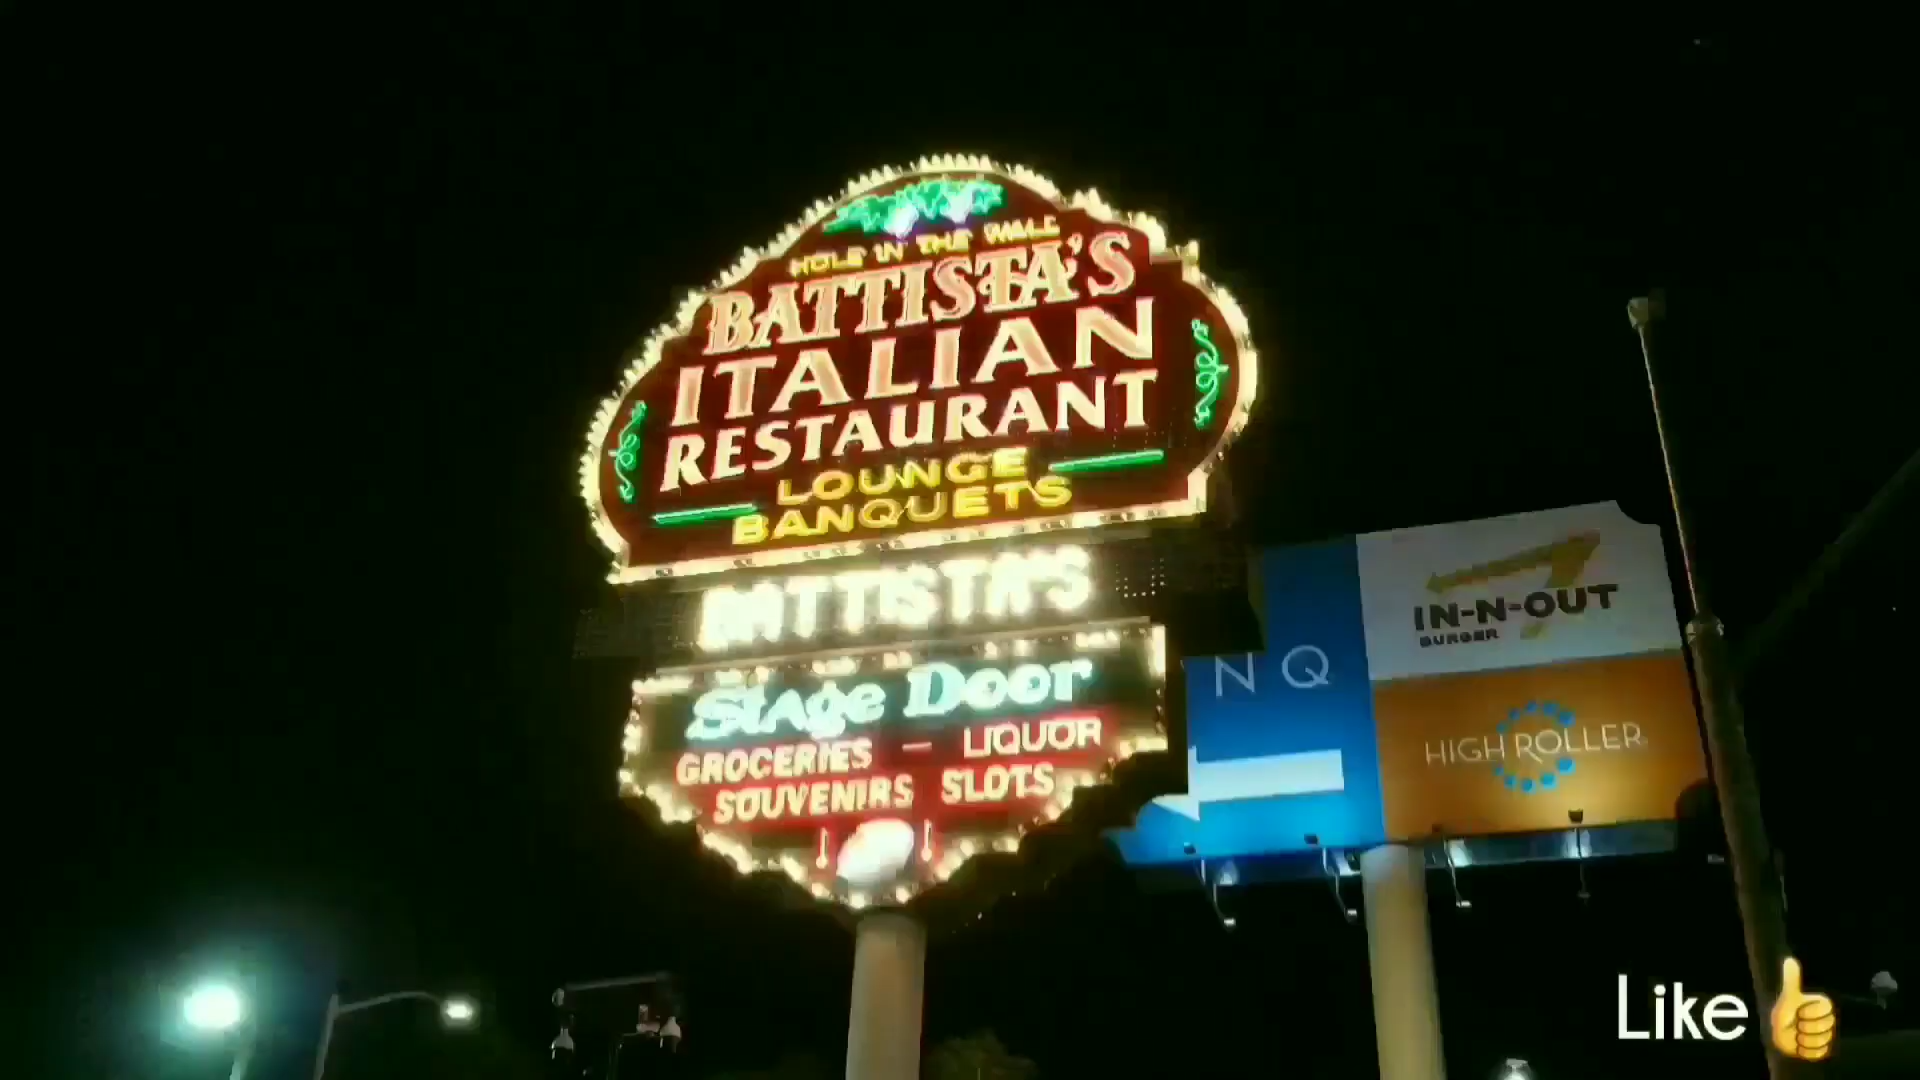 HOLE IN THE WALL
BATTISTA'S
ITALIAN
RESTAURANT
LOUNGE
BANQUETS
BATTISTA'S
Stage Door
GROCERIES — LIQUOR
SOUVENIRS SLOTS
N Q
IN-N-OUT
BURGER
HIGH ROLLER
Like 👍